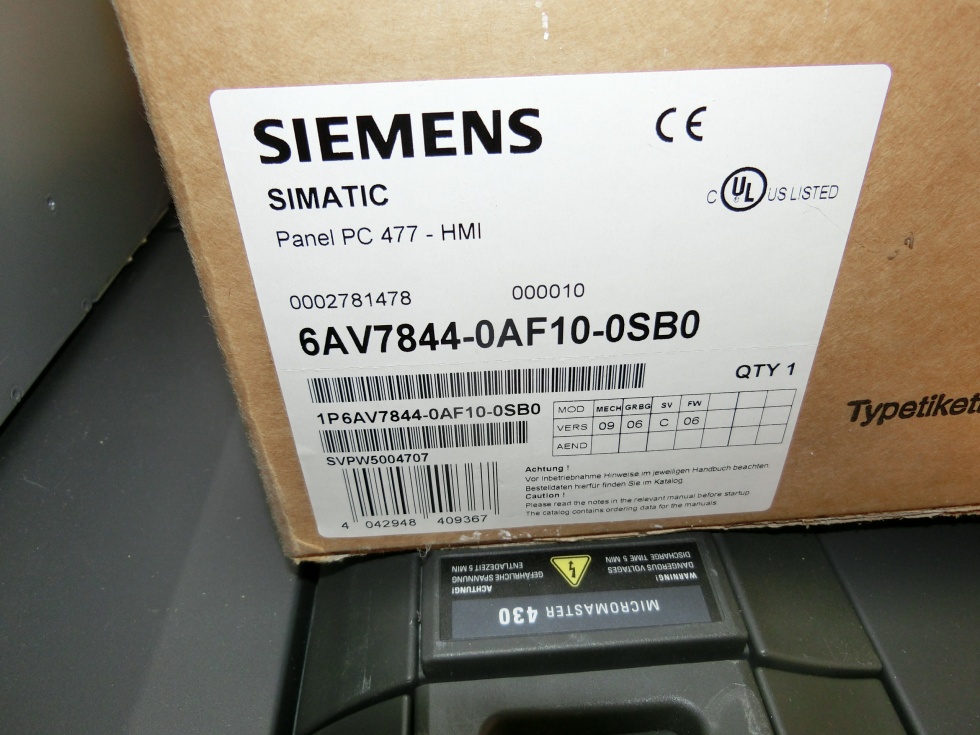 SIEMENS
CE
SIMATIC
C UL US LISTED
Panel PC 477 - HMI
0002781478 000010
6AV7844-0AF10-0SB0
QTY 1
1P6AV7844-0AF10-0SB0
MOD MECH GRBG SV FW
VERS 09 06 C 06
AEND
SVPW5004707
Achtung !
Vor Inbetriebnahme Hinweise im jeweiligen Handbuch beachten
Bestelldaten hierfür finden Sie im Katalog
Caution !
Please read the notes in the relevant manual before startup
The catalog contains ordering data for the manuals
4 042948 409367
Typetiket
MICROMASTER 430
WARNING!
DANGEROUS VOLTAGES
DISCHARGE TIME 5 MIN
ACHTUNG!
GEFÄHRLICHE SPANNUNG
ENTLADEZEIT 5 MIN